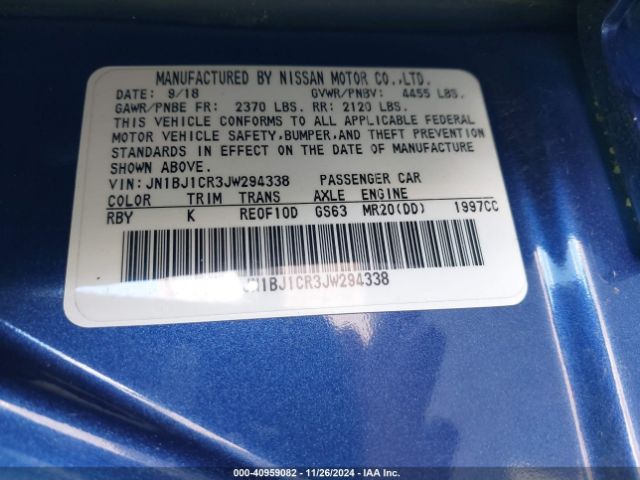 MANUFACTURED BY NISSAN MOTOR CO.,LTD.
DATE: 8/18 GVWR/PNBV: 4455 LBS.
GAWR/PNBE FR: 2370 LBS. RR: 2120 LBS.
THIS VEHICLE CONFORMS TO ALL APPLICABLE FEDERAL
MOTOR VEHICLE SAFETY,BUMPER,AND THEFT PREVENTION
STANDARDS IN EFFECT ON THE DATE OF MANUFACTURE
SHOWN ABOVE.
VIN: JN1BJ1CR3JW294338 PASSENGER CAR
COLOR TRIM TRANS AXLE ENGINE
RBY K RE0F10D GS63 MR20(DD) 1997CC
JN1BJ1CR3JW294338
000-40959082 | 11/26/2024 | IAA Inc.